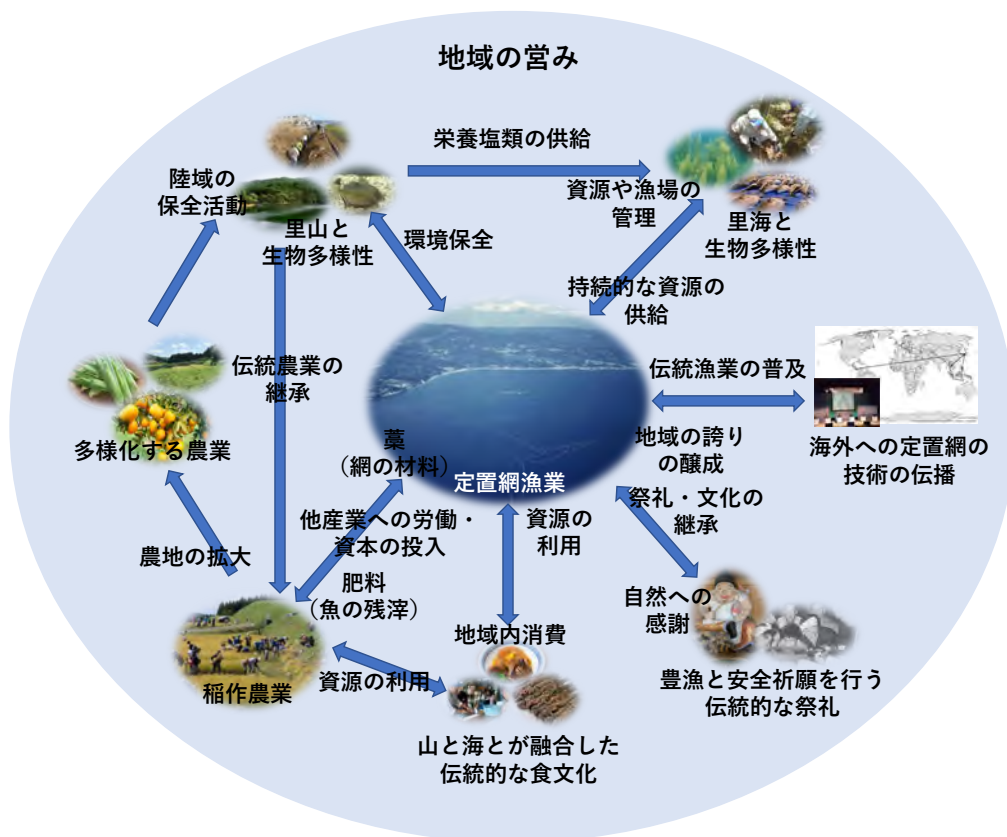 地域の営み
栄養塩類の供給
陸域の
保全活動
里山と
生物多様性
環境保全
資源や漁場の
管理
里海と
生物多様性
持続的な資源の
供給
伝統農業の
継承
多様化する農業
伝統漁業の普及
海外への定置網の
技術の伝播
地域の誇り
の醸成
藁
（網の材料）
定置網漁業
祭礼・文化の
継承
他産業への労働・
資本の投入
資源の
利用
農地の拡大
肥料
（魚の残滓）
自然への
感謝
地域内消費
稲作農業
資源の利用
豊漁と安全祈願を行う
伝統的な祭礼
山と海とが融合した
伝統的な食文化